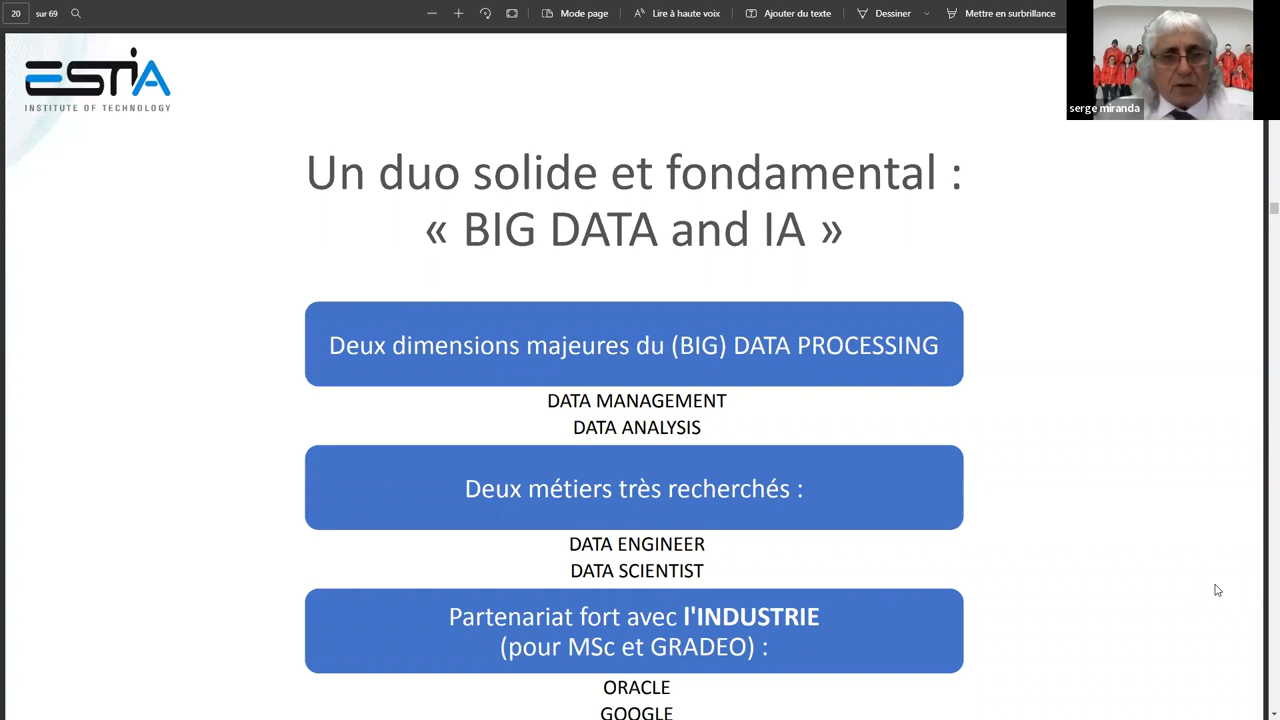 20 sur 69
Mode page
Lire à haute voix
Ajouter du texte
Dessiner
Mettre en surbrillance
serge miranda
ESTIA
INSTITUTE OF TECHNOLOGY
Un duo solide et fondamental :
« BIG DATA and IA »
Deux dimensions majeures du (BIG) DATA PROCESSING
DATA MANAGEMENT
DATA ANALYSIS
Deux métiers très recherchés :
DATA ENGINEER
DATA SCIENTIST
Partenariat fort avec l'INDUSTRIE
(pour MSc et GRADEO) :
ORACLE
GOOGLE